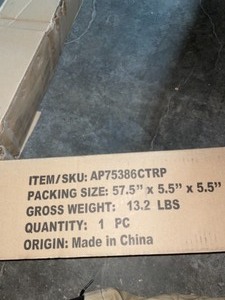 ITEM/SKU: AP75386CTRP
PACKING SIZE: 57.5" x 5.5" x 5.5"
GROSS WEIGHT: 13.2 LBS
QUANTITY: 1 PC
ORIGIN: Made in China